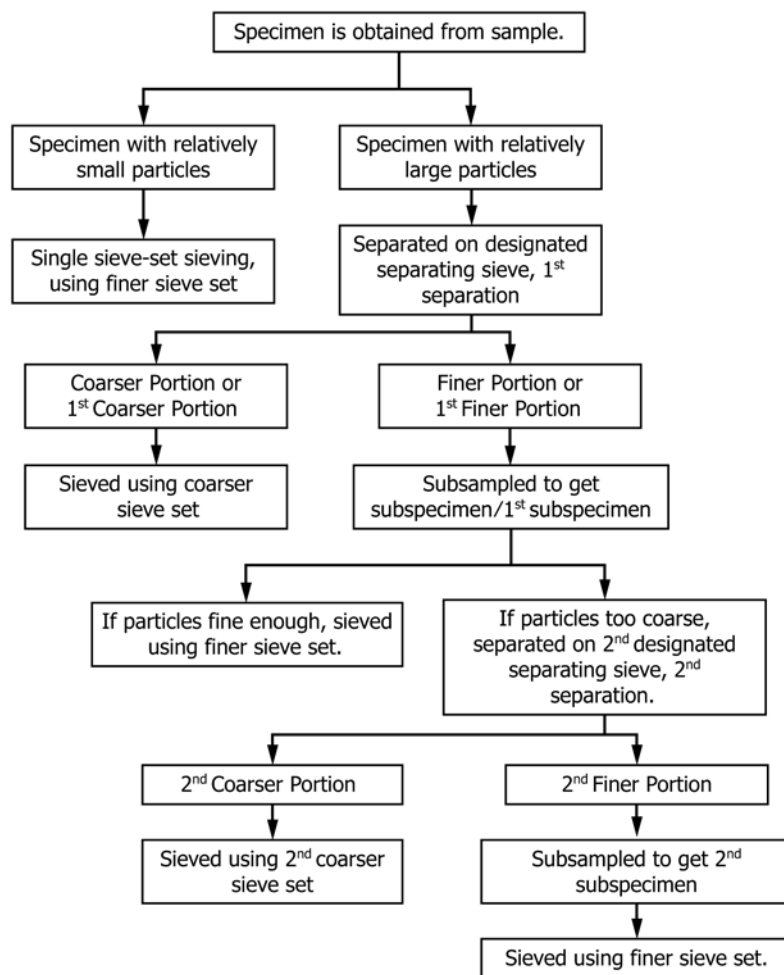 Specimen is obtained from sample.
Specimen with relatively
small particles
Specimen with relatively
large particles
Single sieve-set sieving,
using finer sieve set
Separated on designated
separating sieve, 1st
separation
Coarser Portion or
1st Coarser Portion
Finer Portion or
1st Finer Portion
Sieved using coarser
sieve set
Subsampled to get
subspecimen/1st subspecimen
If particles fine enough, sieved
using finer sieve set.
If particles too coarse,
separated on 2nd designated
separating sieve, 2nd
separation.
2nd Coarser Portion
2nd Finer Portion
Sieved using 2nd coarser
sieve set
Subsampled to get 2nd
subspecimen
Sieved using finer sieve set.